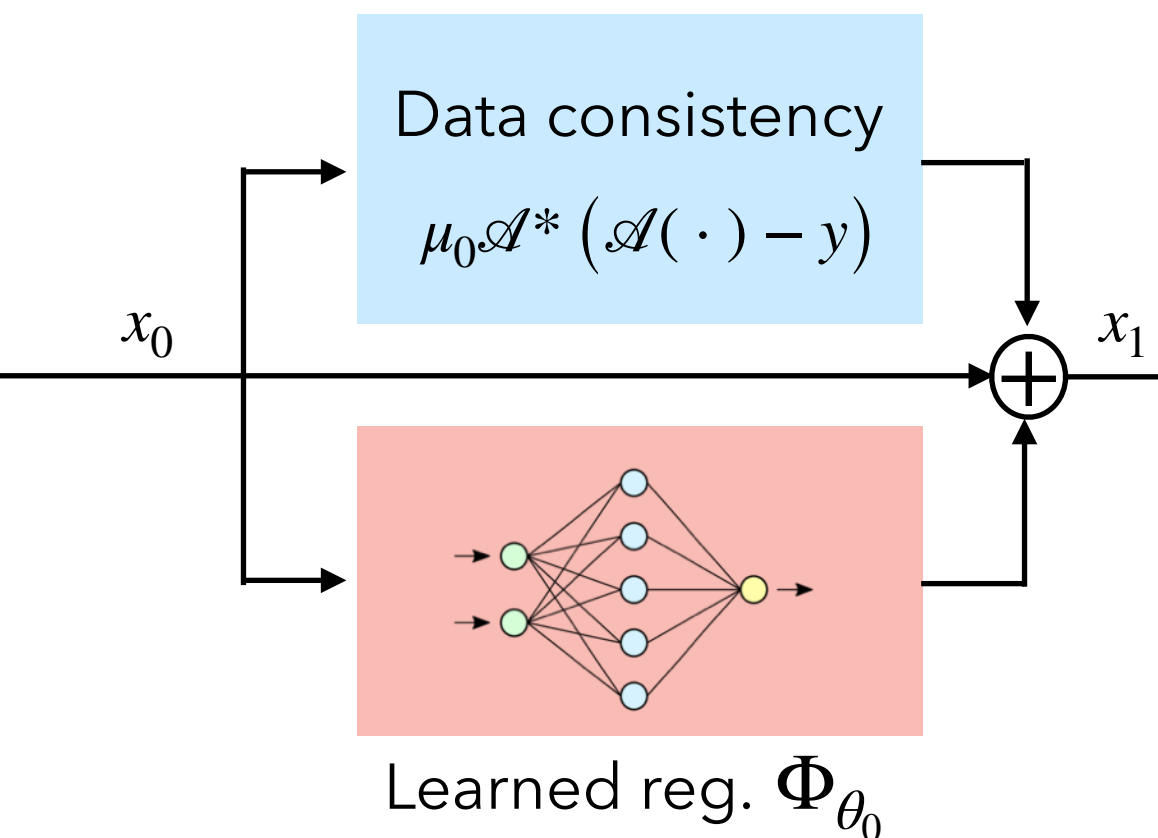 Data consistency
μ₀𝒜* (𝒜( · ) − y)
x₀
x₁
+
Learned reg. Φ_θ₀